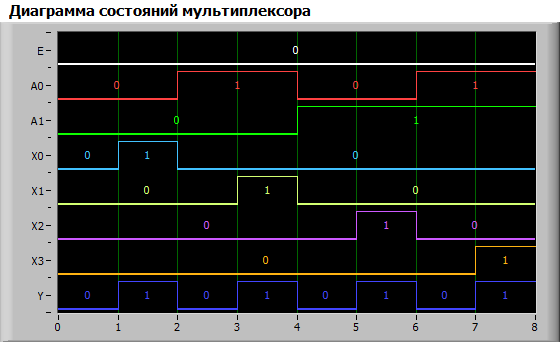 Диаграмма состояний мультиплексора
E 0
A0 0 1 0 1
A1 0 1
X0 0 1 0
X1 0 1 0
X2 0 1 0
X3 0 1
Y 0 1 0 1 0 1 0 1
0 1 2 3 4 5 6 7 8